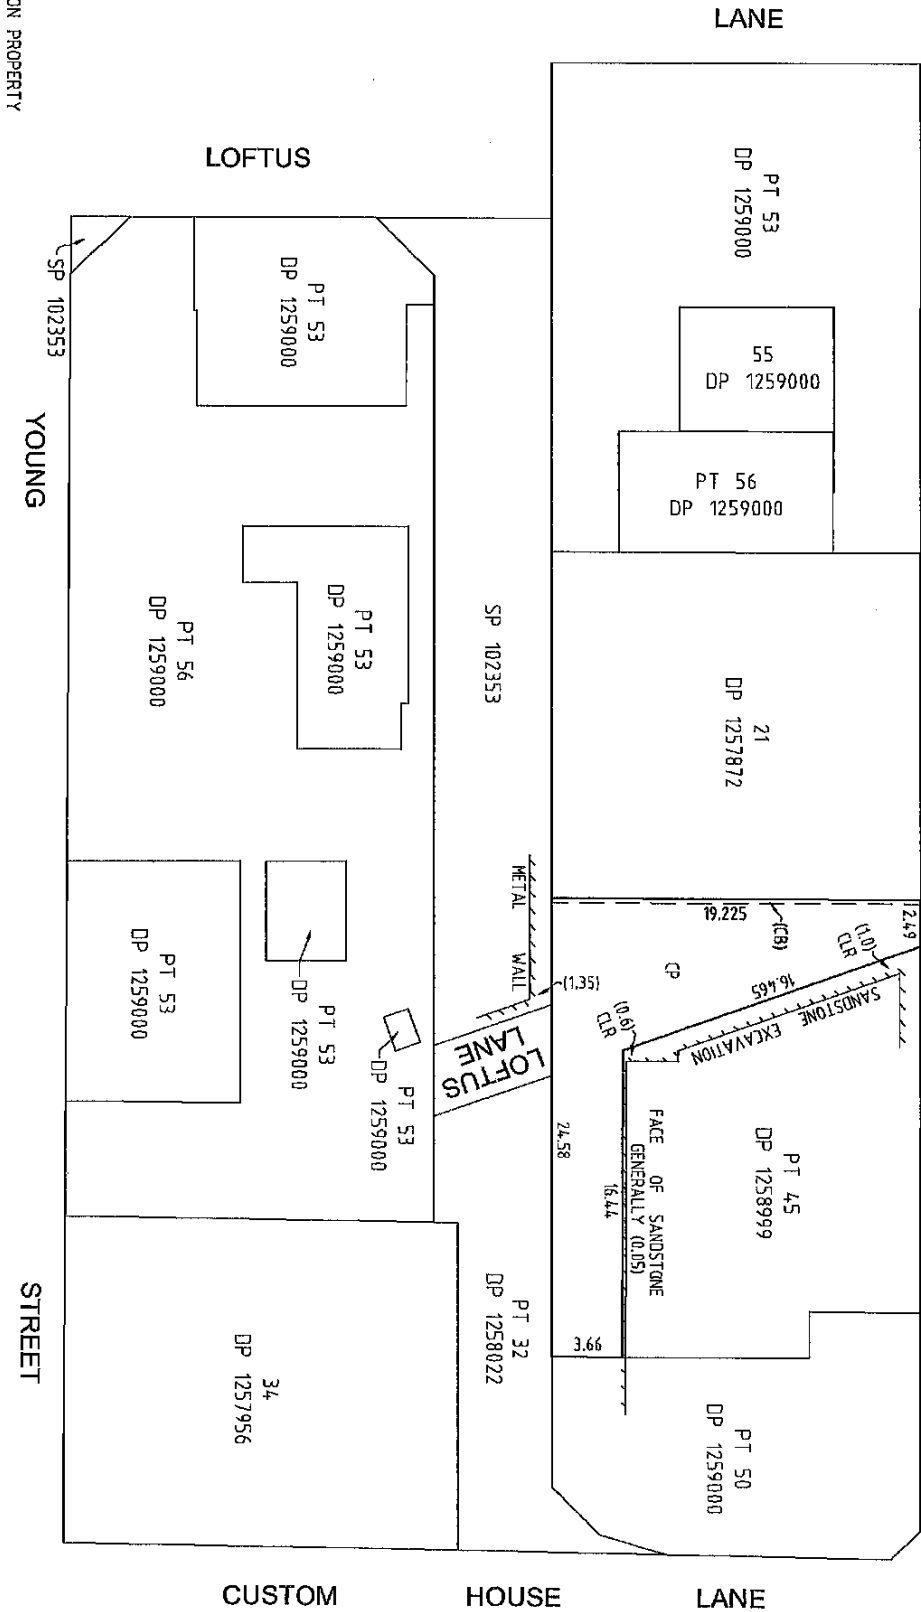 LANE
ON PROPERTY
LOFTUS
PT 53
DP 1259000
SP 102353
PT 53
DP 1259000
55
DP 1259000
YOUNG
PT 56
DP 1259000
PT 56
DP 1259000
PT 53
DP 1259000
SP 102353
21
DP 1257872
METAL WALL
19.225
(CB)
2.49
(1.0)
CLR
CP
16.465
SANDSTONE EXCAVATION
(1.35)
(0.6)
CLR
PT 53
DP 1259000
PT 53
DP 1259000
PT 53
DP 1259000
LOFTUS
LANE
24.58
16.44
FACE OF SANDSTONE
GENERALLY (0.05)
PT 45
DP 1258999
STREET
34
DP 1257956
PT 32
DP 1258022
3.66
PT 50
DP 1259000
CUSTOM HOUSE LANE